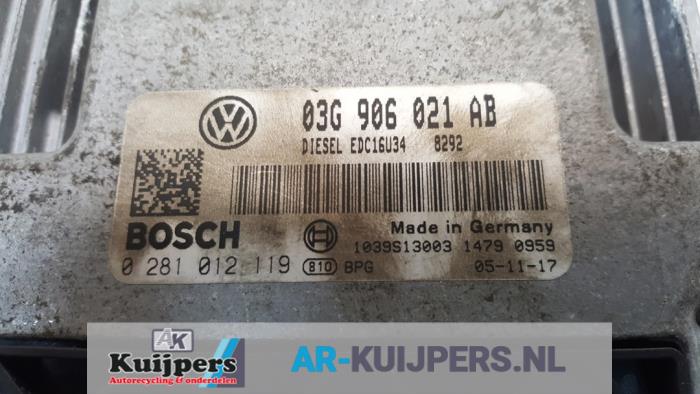 03G 906 021 AB
DIESEL EDC16U34 8292
BOSCH
Made in Germany
1039S13003 1479 0959
0 281 012 119 810 BPG 05-11-17
AK
Kuijpers
Autorecycling & onderdelen
AR-KUIJPERS.NL